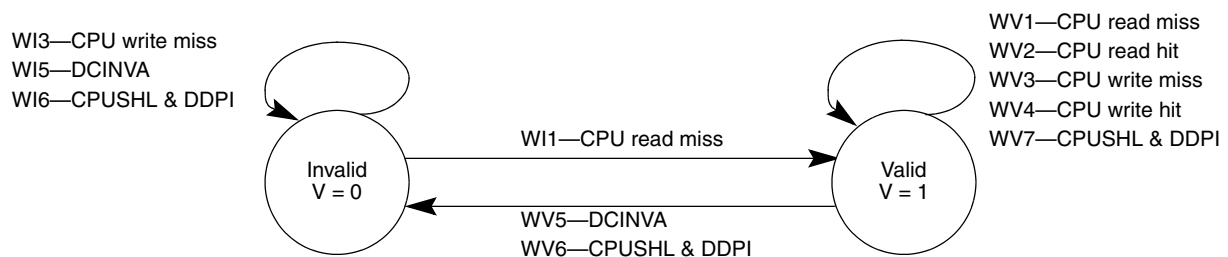 WI3—CPU write miss
WI5—DCINVA
WI6—CPUSHL & DDPI
WV1—CPU read miss
WV2—CPU read hit
WV3—CPU write miss
WV4—CPU write hit
WV7—CPUSHL & DDPI
WI1—CPU read miss
Invalid
V = 0
Valid
V = 1
WV5—DCINVA
WV6—CPUSHL & DDPI